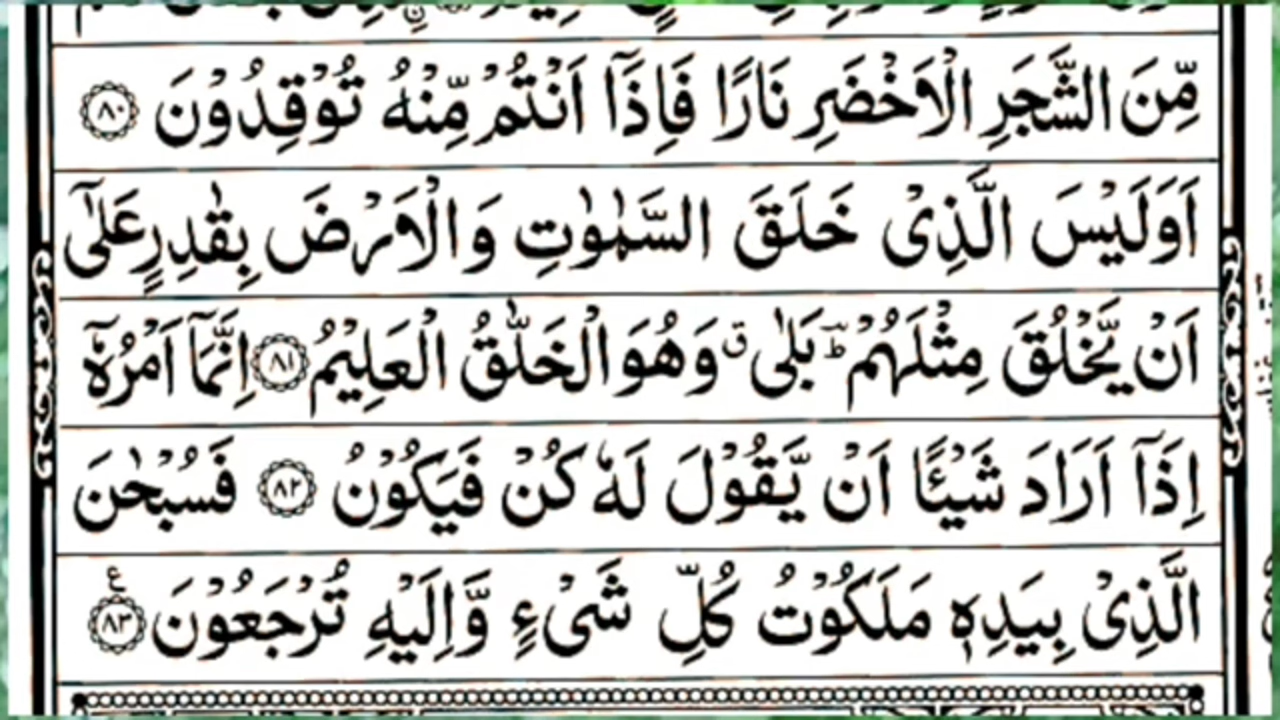 مِّنَ الشَّجَرِ الْاَخْضَرِ نَارًا فَاِذَآ اَنْتُمْ مِّنْهُ تُوْقِدُوْنَ ۝٨٠
اَوَلَيْسَ الَّذِیْ خَلَقَ السَّمٰوٰتِ وَالْاَرْضَ بِقٰدِرٍ عَلٰۤی
اَنْ يَّخْلُقَ مِثْلَهُمْ ؕ بَلٰی ۗ وَهُوَ الْخَلّٰقُ الْعَلِيْمُ ۝٨١ اِنَّمَاۤ اَمْرُهٗۤ
اِذَاۤ اَرَادَ شَيْئًا اَنْ يَّقُوْلَ لَهٗ كُنْ فَيَكُوْنُ ۝٨٢ فَسُبْحٰنَ
الَّذِیْ بِيَدِهٖ مَلَكُوْتُ كُلِّ شَیْءٍ وَّاِلَيْهِ تُرْجَعُوْنَ ۝٨٣ ع